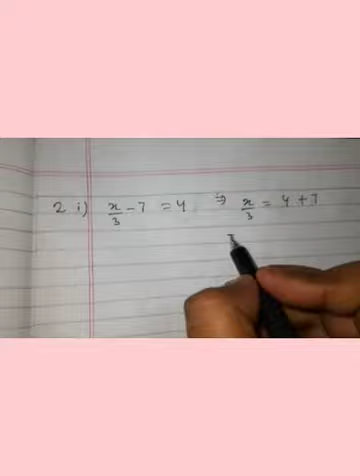 2 i) x/3 - 7 = 4 ⇒ x/3 = 4 + 7